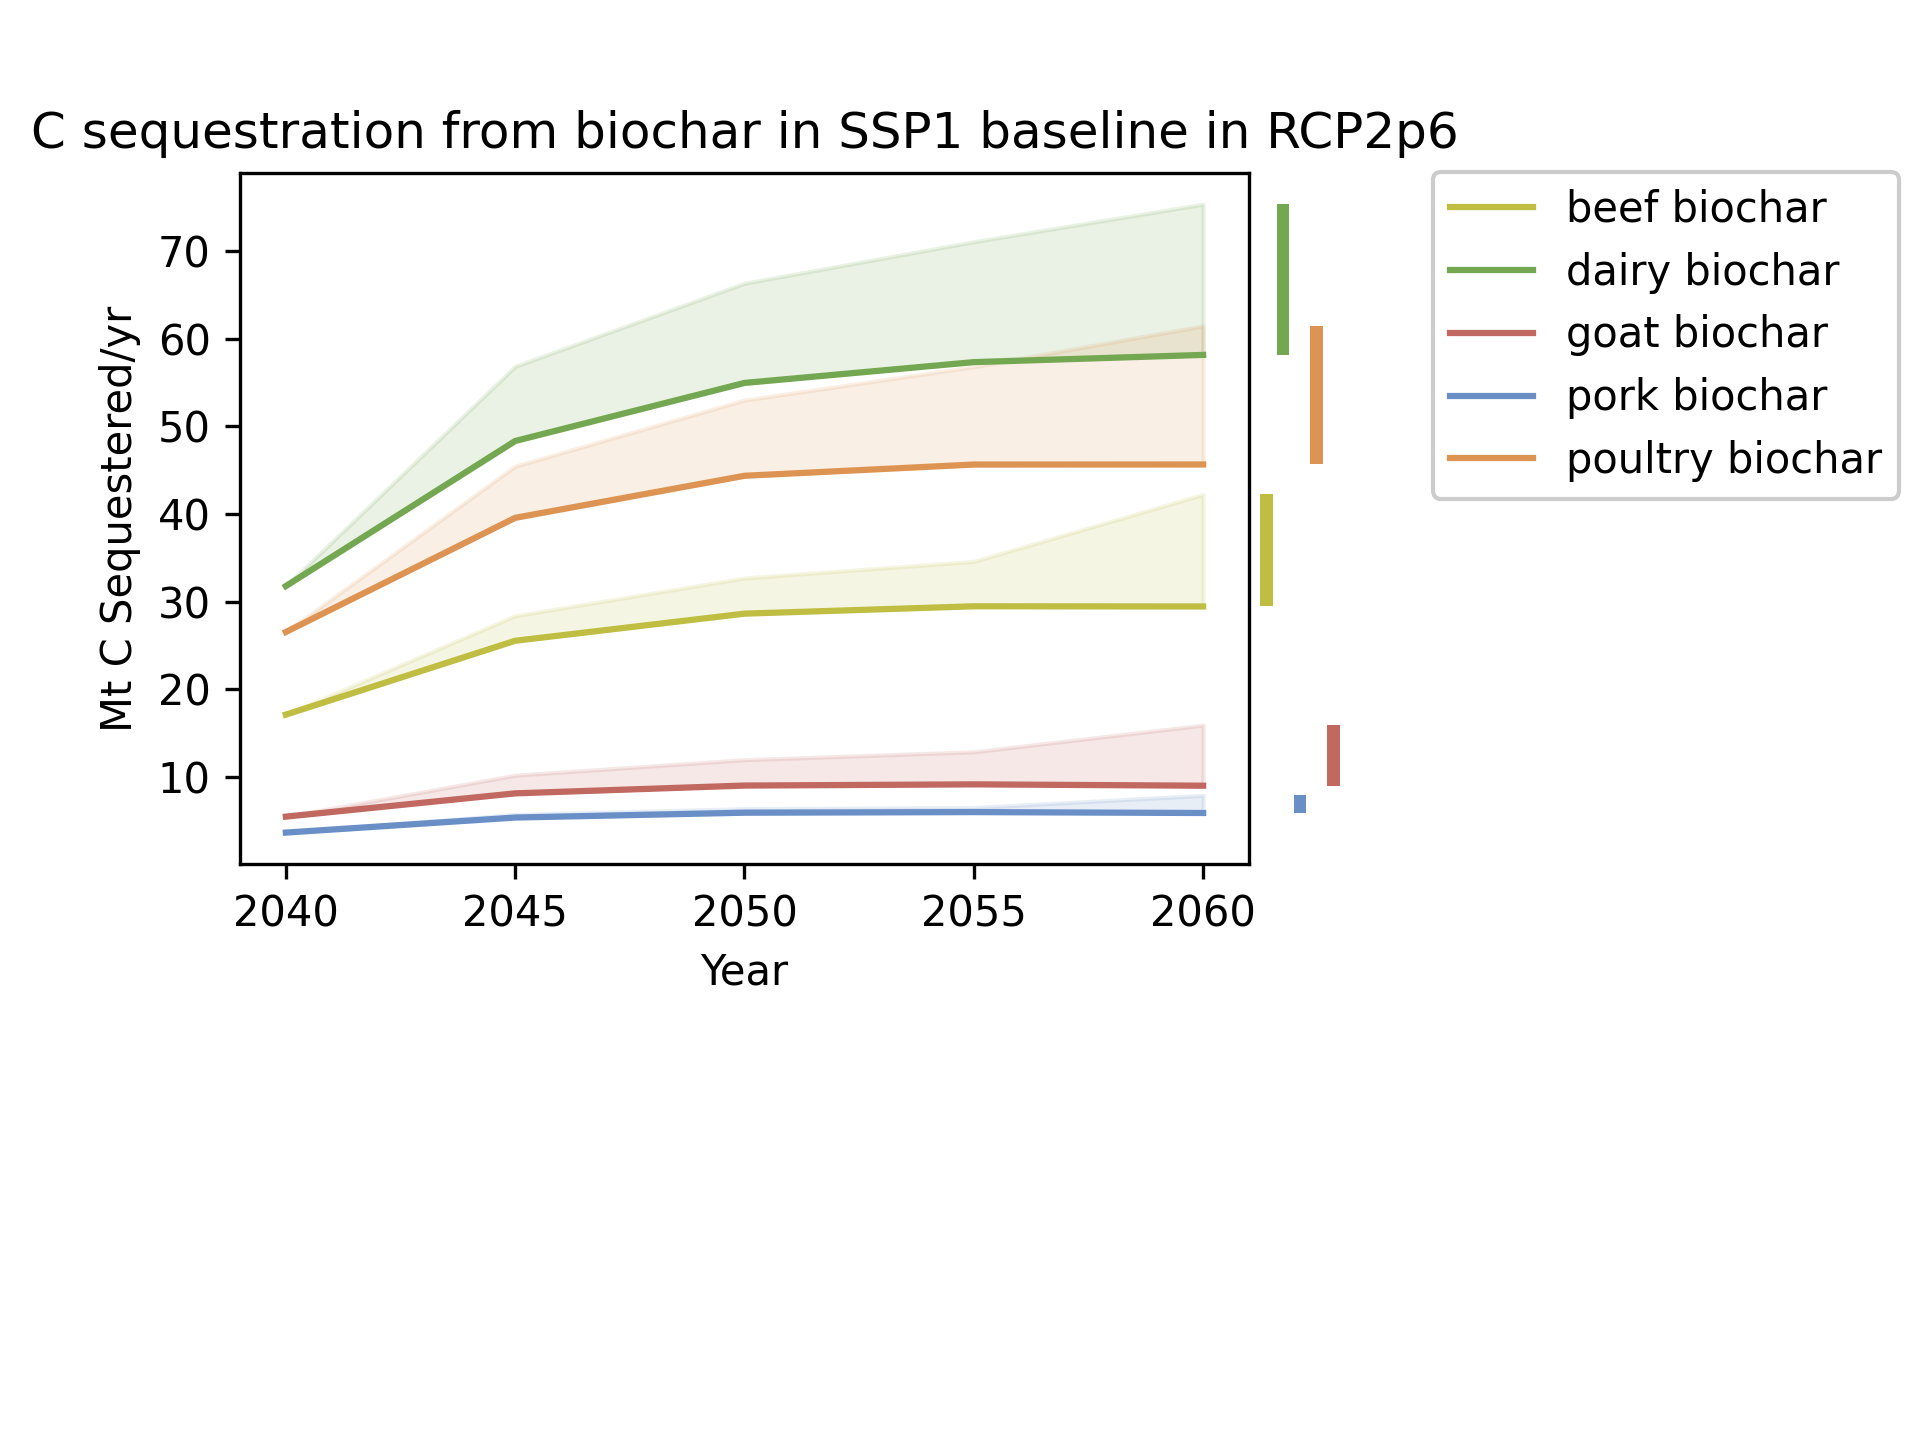 C sequestration from biochar in SSP1 baseline in RCP2p6
Mt C Sequestered/yr
70
60
50
40
30
20
10
2040 2045 2050 2055 2060
Year
beef biochar
dairy biochar
goat biochar
pork biochar
poultry biochar